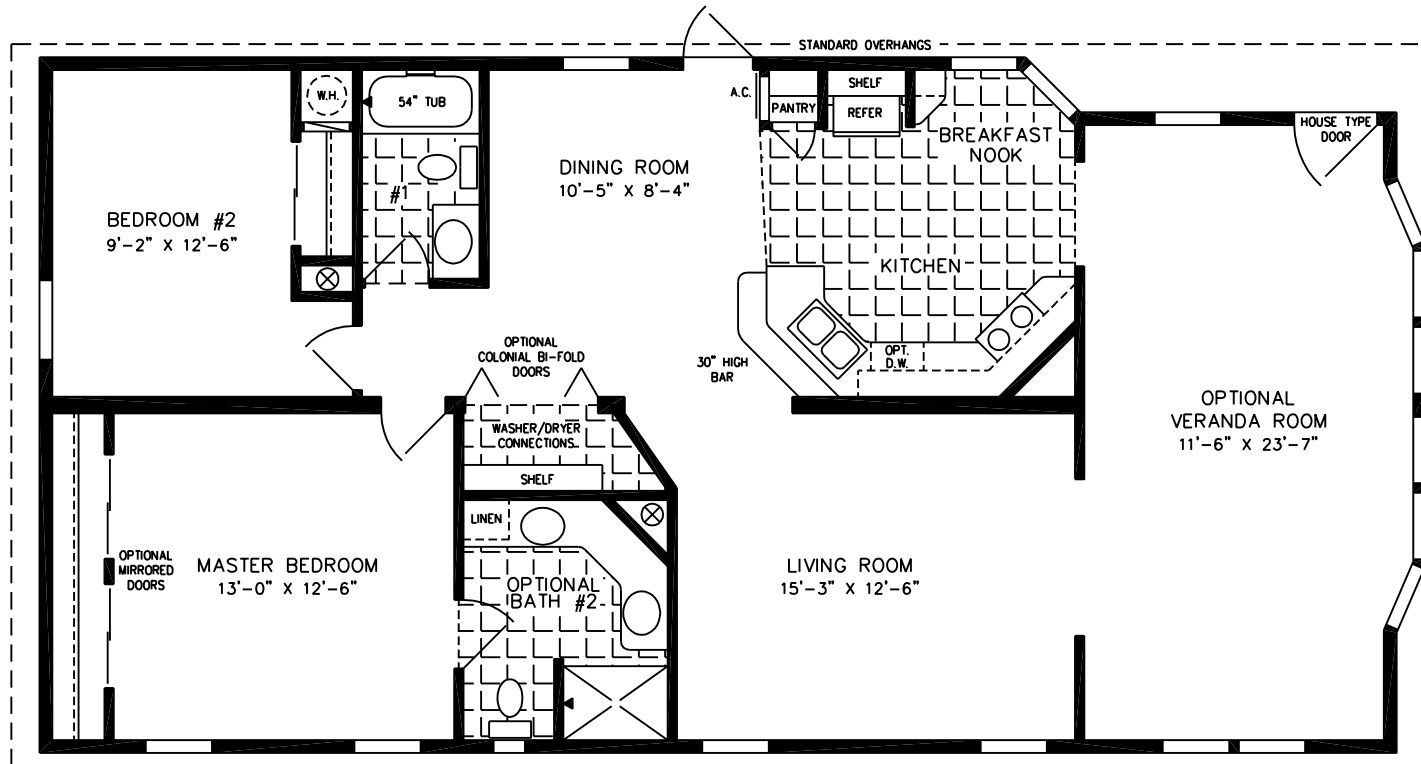 STANDARD OVERHANGS
W.H.
54" TUB
A.C.
SHELF
PANTRY
REFER
HOUSE TYPE
DOOR
BREAKFAST
NOOK
DINING ROOM
10'-5" X 8'-4"
#1
BEDROOM #2
9'-2" X 12'-6"
KITCHEN
OPTIONAL
COLONIAL BI-FOLD
DOORS
30" HIGH
BAR
OPT.
D.W.
OPTIONAL
VERANDA ROOM
11'-6" X 23'-7"
WASHER/DRYER
CONNECTIONS
SHELF
LINEN
OPTIONAL
MIRRORED
DOORS
MASTER BEDROOM
13'-0" X 12'-6"
OPTIONAL
BATH #2
LIVING ROOM
15'-3" X 12'-6"